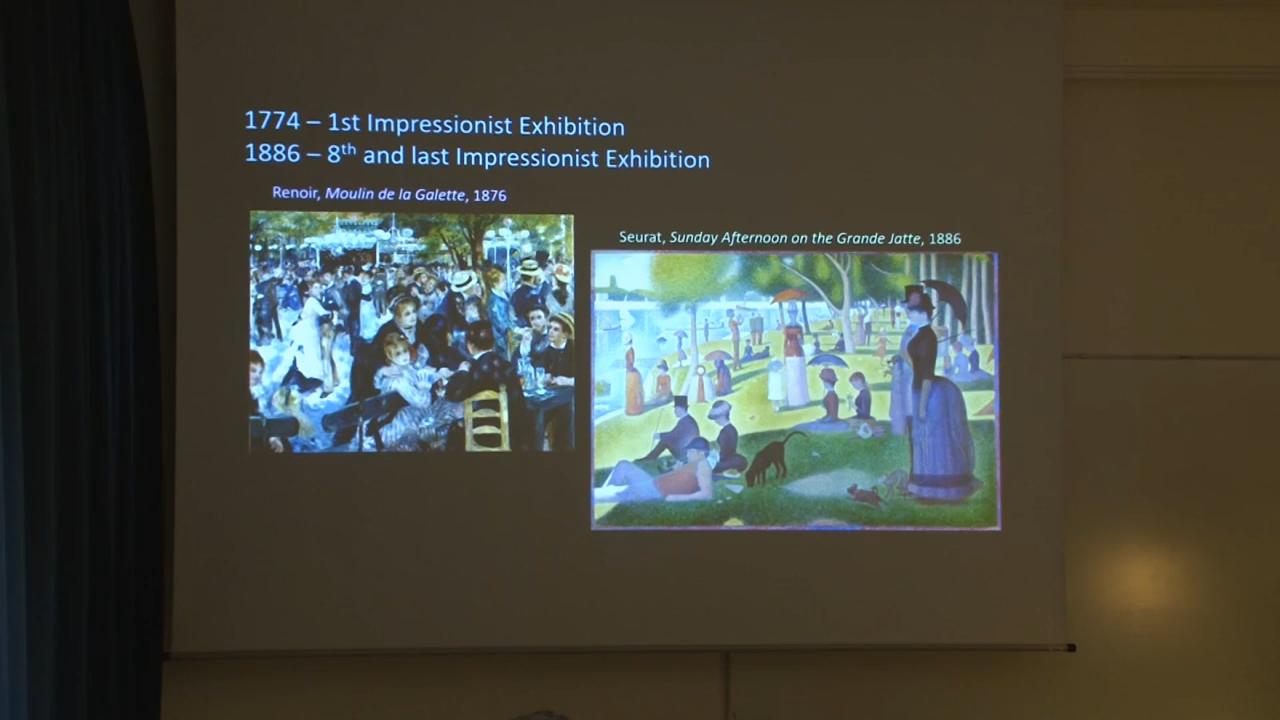 1774 – 1st Impressionist Exhibition
1886 – 8th and last Impressionist Exhibition
Renoir, Moulin de la Galette, 1876
Seurat, Sunday Afternoon on the Grande Jatte, 1886